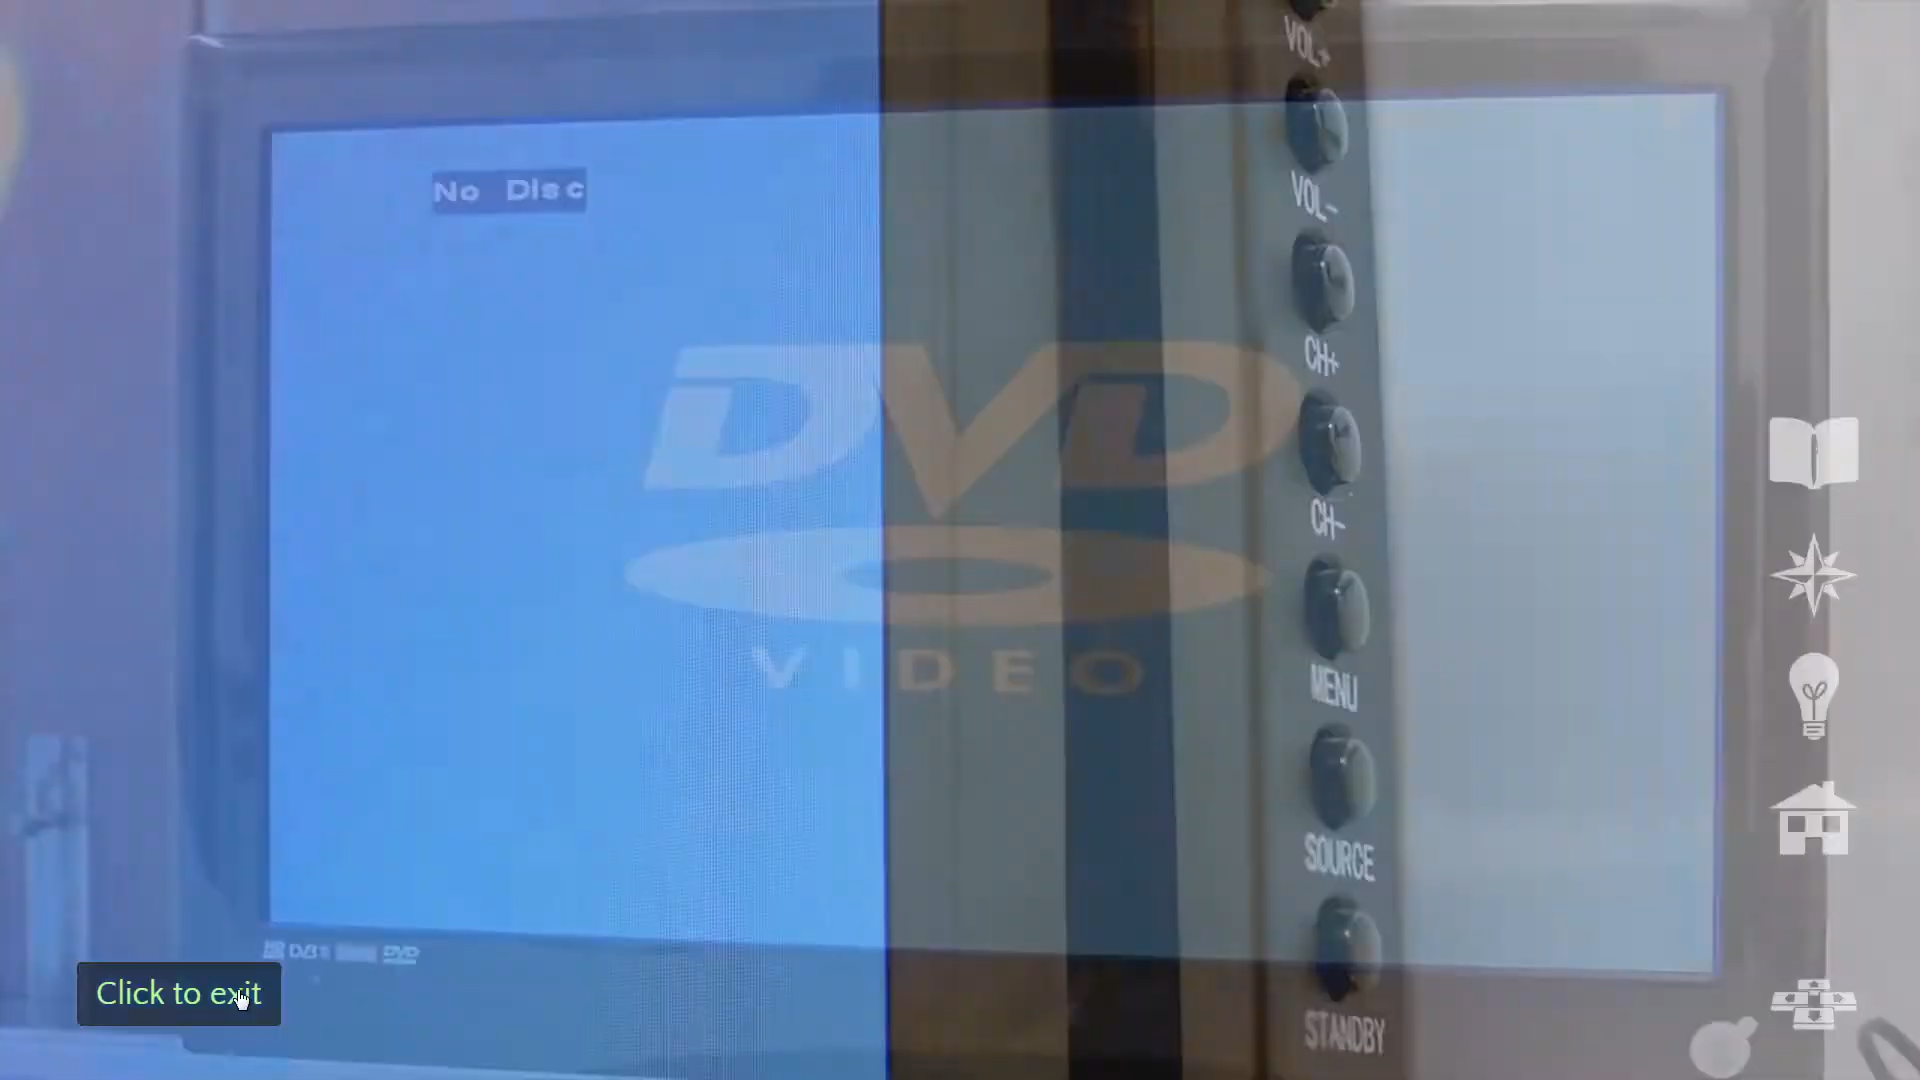 VOL+
VOL-
No Disc
CH+
DVD
CH-
VIDEO
MENU
SOURCE
DVD
Click to exit
STANDBY